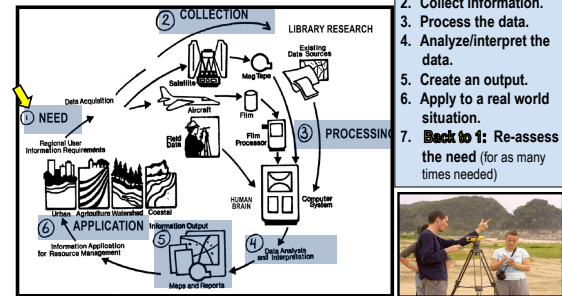 ② COLLECTION
LIBRARY RESEARCH
Existing
Data Sources
Mag Tape
Satellite
Data Acquisition
① NEED
Aircraft
Film
Regional User
Information Requirements
Field
Data
Film
Processor
③ PROCESSING
HUMAN
BRAIN
Computer
System
Urban Agriculture Watershed Coastal
⑥ APPLICATION
Information Output
⑤
④
Information Application
for Resource Management
Data Analysis
and Interpretation
Maps and Reports
2. Collect information.
3. Process the data.
4. Analyze/interpret the
data.
5. Create an output.
6. Apply to a real world
situation.
7. Back to 1: Re-assess
the need (for as many
times needed)